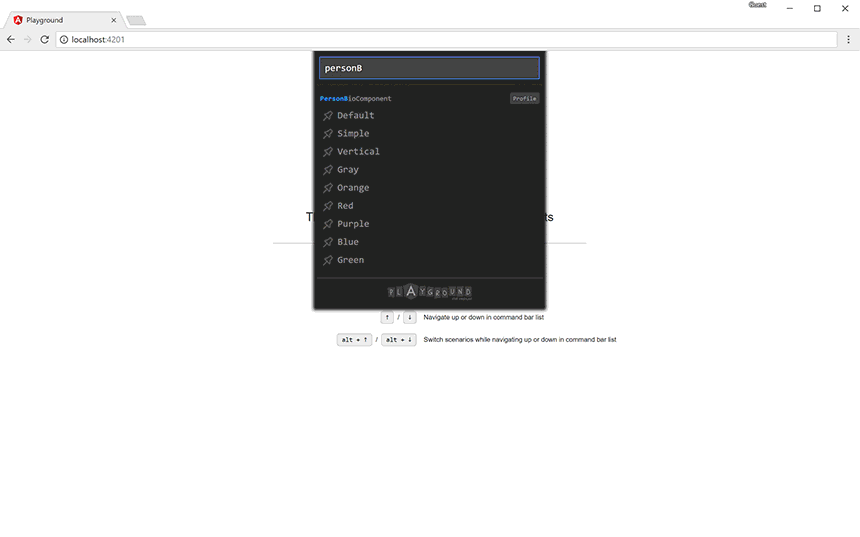 Guest
Playground
localhost:4201
personB
PersonBioComponent Profile
Default
Simple
Vertical
Gray
Orange
Red
Purple
Blue
Green
PLAYGROUND
↑ / ↓ Navigate up or down in command bar list
alt + ↑ / alt + ↓ Switch scenarios while navigating up or down in command bar list